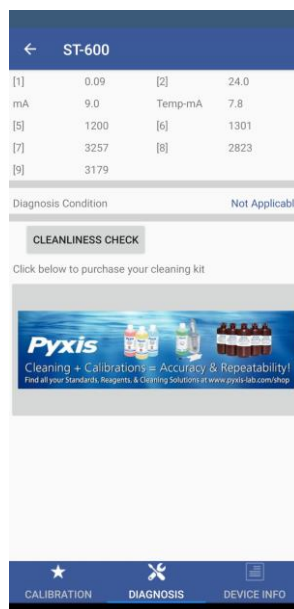 ← ST-600
[1] 0.09 [2] 24.0
mA 9.0 Temp-mA 7.8
[5] 1200 [6] 1301
[7] 3257 [8] 2823
[9] 3179
Diagnosis Condition Not Applicabl
CLEANLINESS CHECK
Click below to purchase your cleaning kit
Pyxis
Cleaning + Calibrations = Accuracy & Repeatability!
Find all your Standards, Reagents, & Cleaning Solutions at www.pyxis-lab.com/shop
CALIBRATION DIAGNOSIS DEVICE INFO